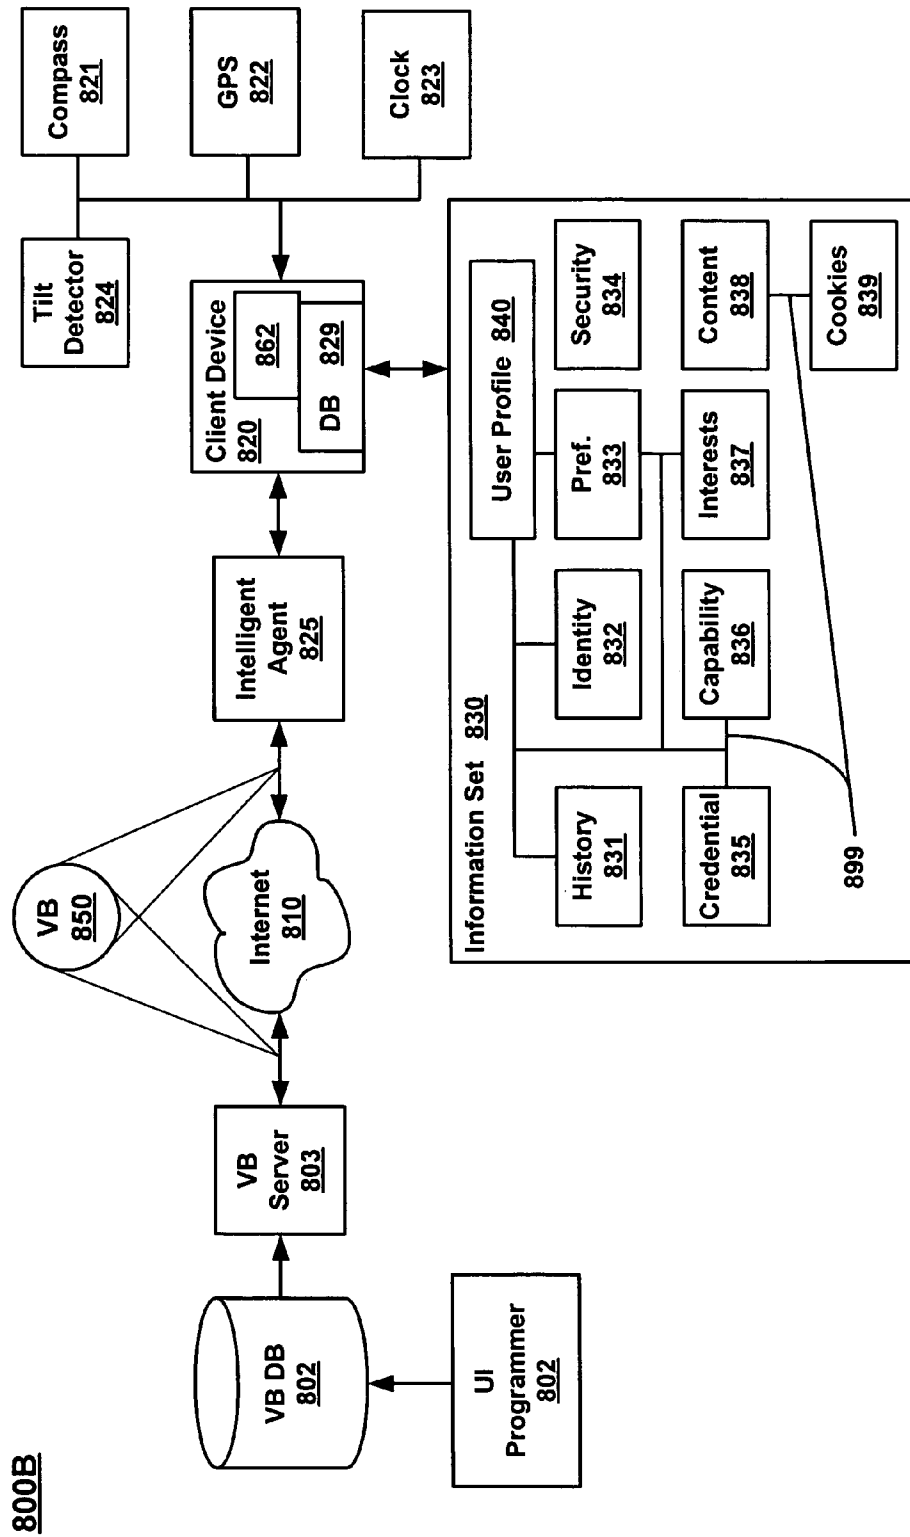 800B
VB DB
802
UI
Programmer
802
VB
Server
803
VB
850
Internet
810
Intelligent
Agent
825
Client Device
820
862
DB
829
Tilt
Detector
824
Compass
821
GPS
822
Clock
823
Information Set 830
User Profile 840
History
831
Identity
832
Pref.
833
Security
834
Credential
835
Capability
836
Interests
837
Content
838
Cookies
839
899